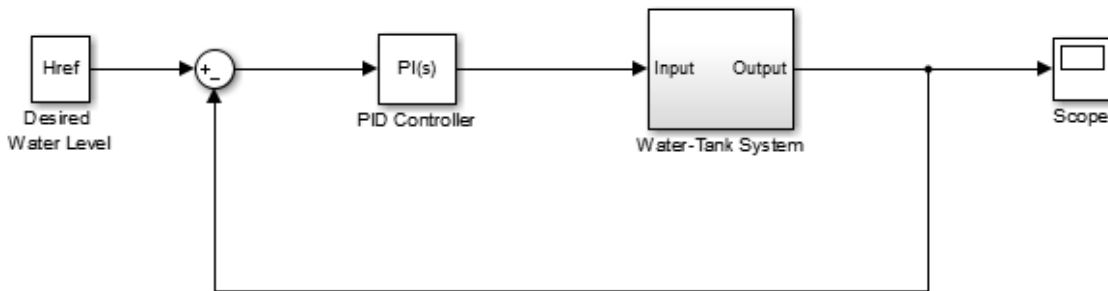 Href
Desired
Water Level
+
−
PI(s)
PID Controller
Input
Output
Water-Tank System
Scope